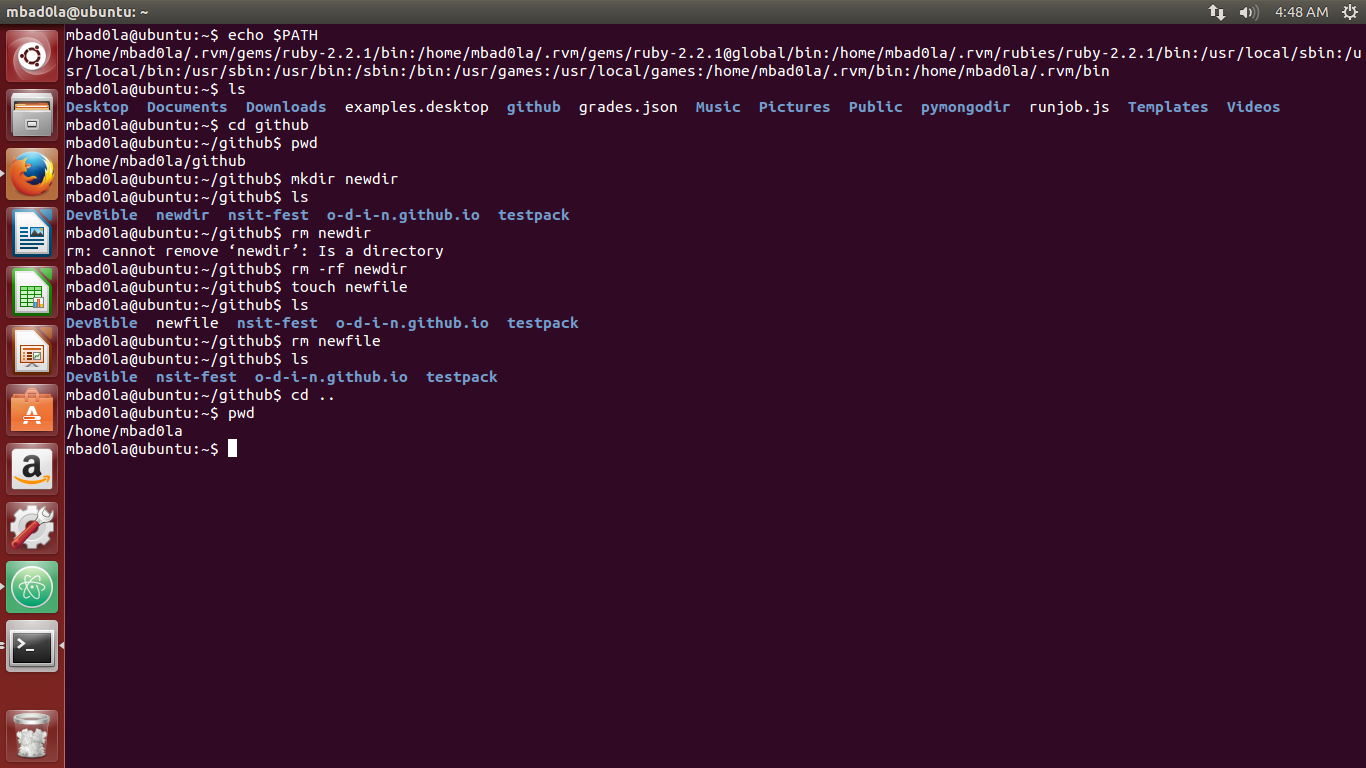 mbad0la@ubuntu: ~
4:48 AM
mbad0la@ubuntu:~$ echo $PATH
/home/mbad0la/.rvm/gems/ruby-2.2.1/bin:/home/mbad0la/.rvm/gems/ruby-2.2.1@global/bin:/home/mbad0la/.rvm/rubies/ruby-2.2.1/bin:/usr/local/sbin:/u
sr/local/bin:/usr/sbin:/usr/bin:/sbin:/bin:/usr/games:/usr/local/games:/home/mbad0la/.rvm/bin:/home/mbad0la/.rvm/bin
mbad0la@ubuntu:~$ ls
Desktop  Documents  Downloads  examples.desktop  github  grades.json  Music  Pictures  Public  pymongodir  runjob.js  Templates  Videos
mbad0la@ubuntu:~$ cd github
mbad0la@ubuntu:~/github$ pwd
/home/mbad0la/github
mbad0la@ubuntu:~/github$ mkdir newdir
mbad0la@ubuntu:~/github$ ls
DevBible  newdir  nsit-fest  o-d-i-n.github.io  testpack
mbad0la@ubuntu:~/github$ rm newdir
rm: cannot remove ‘newdir’: Is a directory
mbad0la@ubuntu:~/github$ rm -rf newdir
mbad0la@ubuntu:~/github$ touch newfile
mbad0la@ubuntu:~/github$ ls
DevBible  newfile  nsit-fest  o-d-i-n.github.io  testpack
mbad0la@ubuntu:~/github$ rm newfile
mbad0la@ubuntu:~/github$ ls
DevBible  nsit-fest  o-d-i-n.github.io  testpack
mbad0la@ubuntu:~/github$ cd ..
mbad0la@ubuntu:~$ pwd
/home/mbad0la
mbad0la@ubuntu:~$